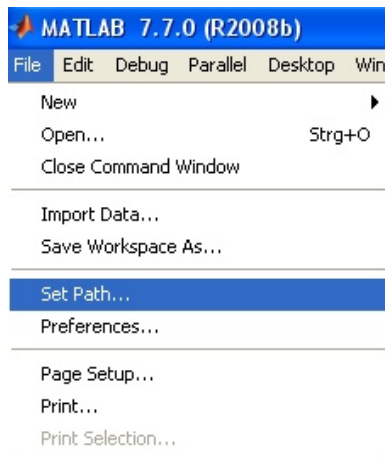 MATLAB 7.7.0 (R2008b)
File Edit Debug Parallel Desktop Win
New
Open... Strg+O
Close Command Window
Import Data...
Save Workspace As...
Set Path...
Preferences...
Page Setup...
Print...
Print Selection...